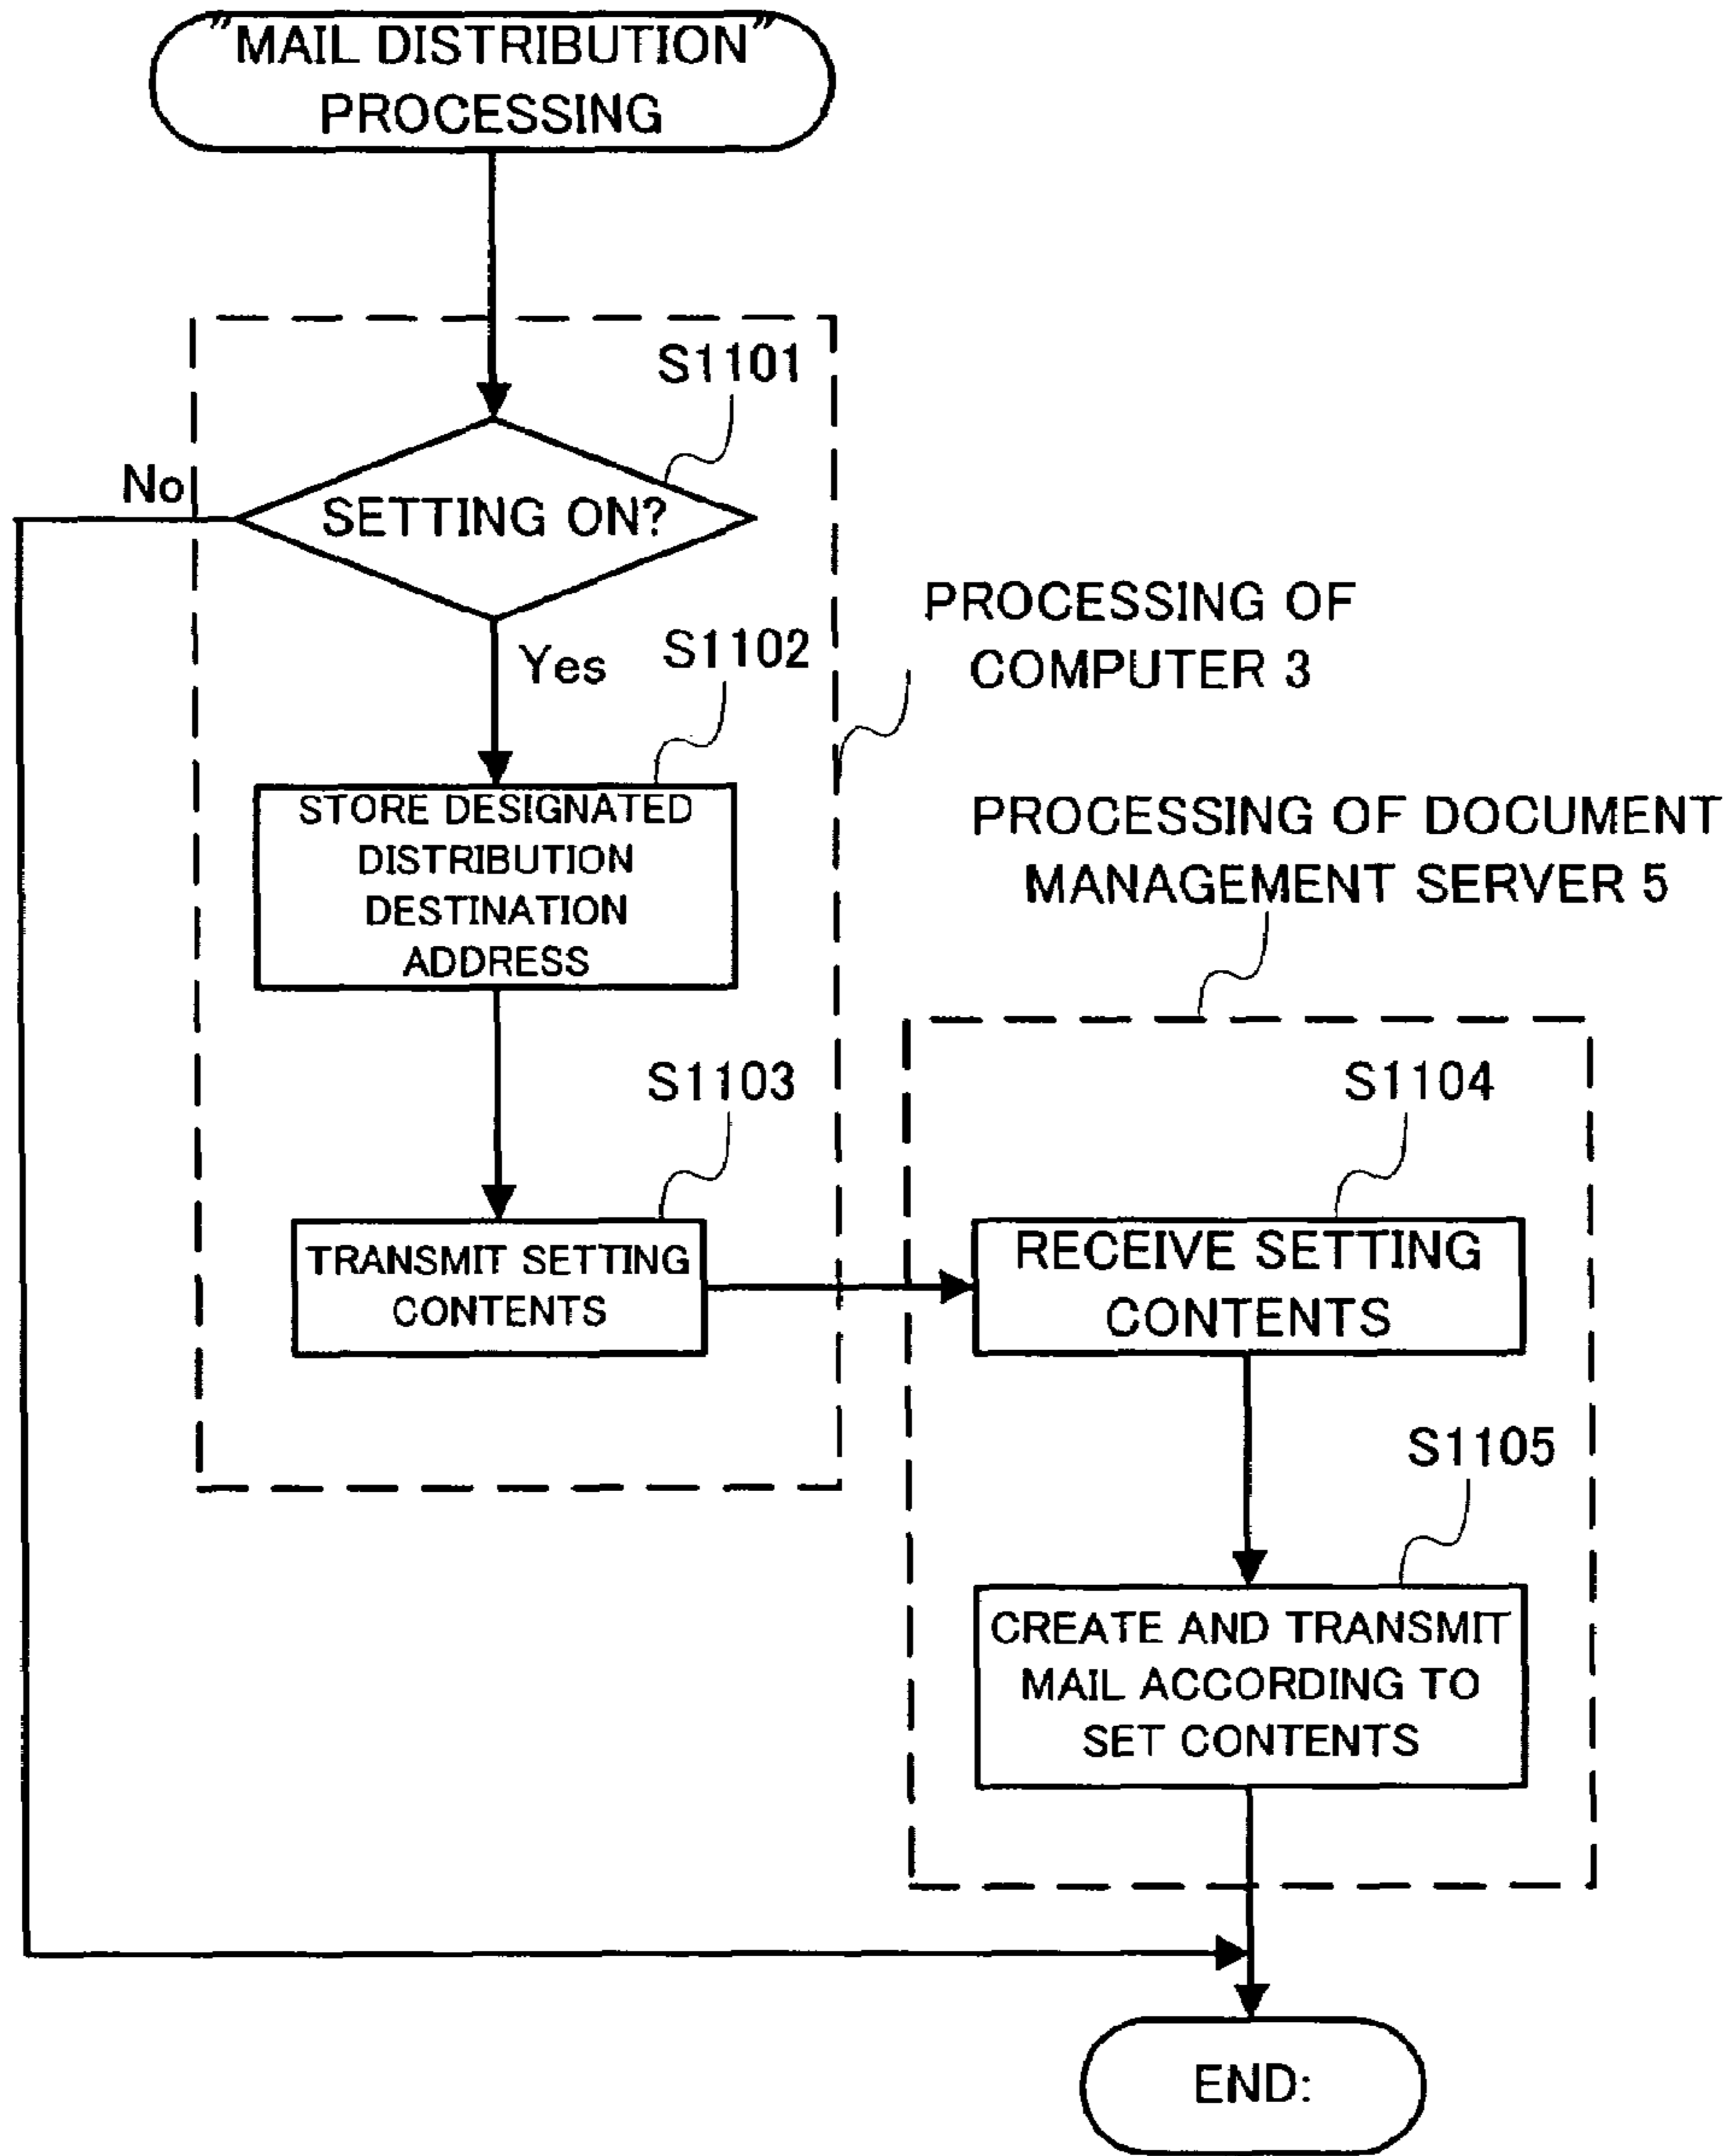 "MAIL DISTRIBUTION"
PROCESSING
S1101
No
SETTING ON?
PROCESSING OF
COMPUTER 3
Yes
S1102
STORE DESIGNATED
DISTRIBUTION
DESTINATION
ADDRESS
PROCESSING OF DOCUMENT
MANAGEMENT SERVER 5
S1103
TRANSMIT SETTING
CONTENTS
S1104
RECEIVE SETTING
CONTENTS
S1105
CREATE AND TRANSMIT
MAIL ACCORDING TO
SET CONTENTS
END: